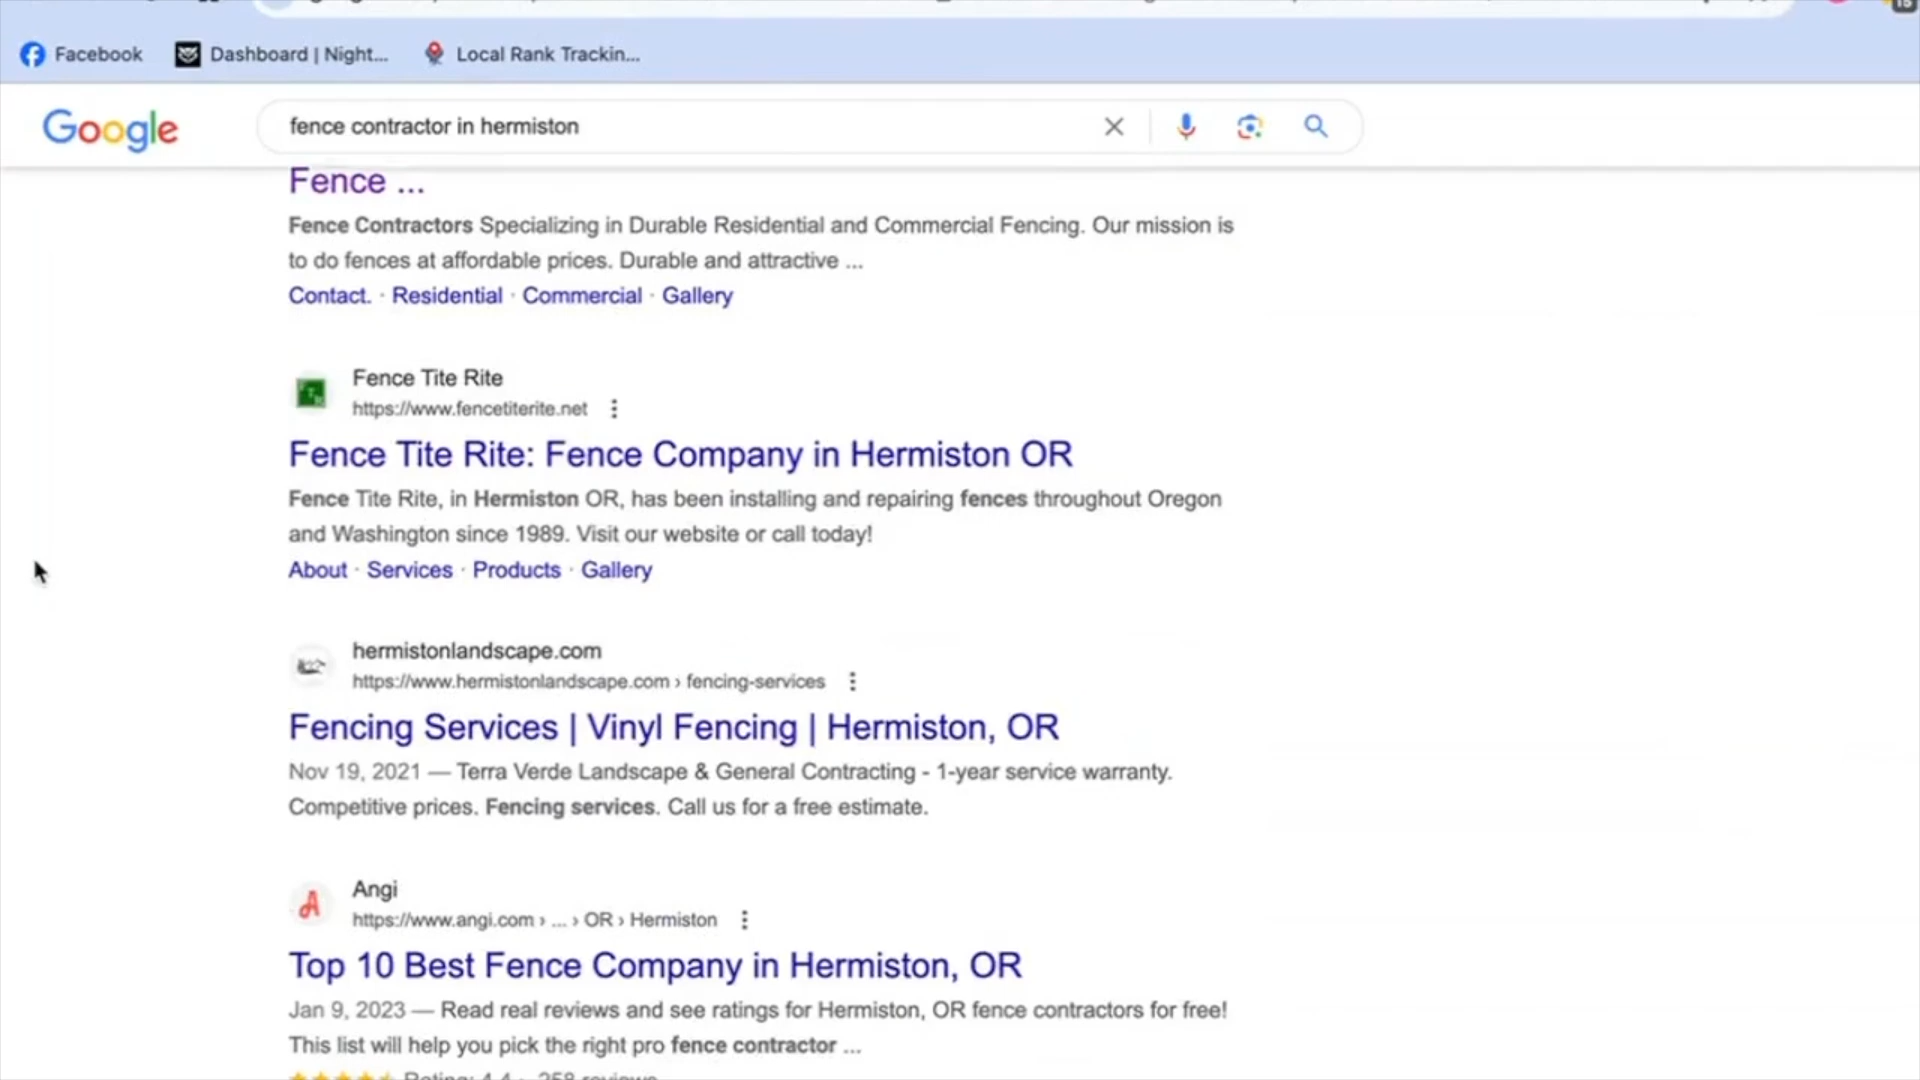 15
Facebook
Dashboard | Night...
Local Rank Trackin...
Google
fence contractor in hermiston
Fence ...
Fence Contractors Specializing in Durable Residential and Commercial Fencing. Our mission is
to do fences at affordable prices. Durable and attractive ...
Contact. · Residential · Commercial · Gallery
Fence Tite Rite
https://www.fencetiterite.net
Fence Tite Rite: Fence Company in Hermiston OR
Fence Tite Rite, in Hermiston OR, has been installing and repairing fences throughout Oregon
and Washington since 1989. Visit our website or call today!
About · Services · Products · Gallery
hermistonlandscape.com
https://www.hermistonlandscape.com › fencing-services
Fencing Services | Vinyl Fencing | Hermiston, OR
Nov 19, 2021 — Terra Verde Landscape & General Contracting - 1-year service warranty.
Competitive prices. Fencing services. Call us for a free estimate.
Angi
https://www.angi.com › ... › OR › Hermiston
Top 10 Best Fence Company in Hermiston, OR
Jan 9, 2023 — Read real reviews and see ratings for Hermiston, OR fence contractors for free!
This list will help you pick the right pro fence contractor ...
Rating: 4.4 · 258 reviews